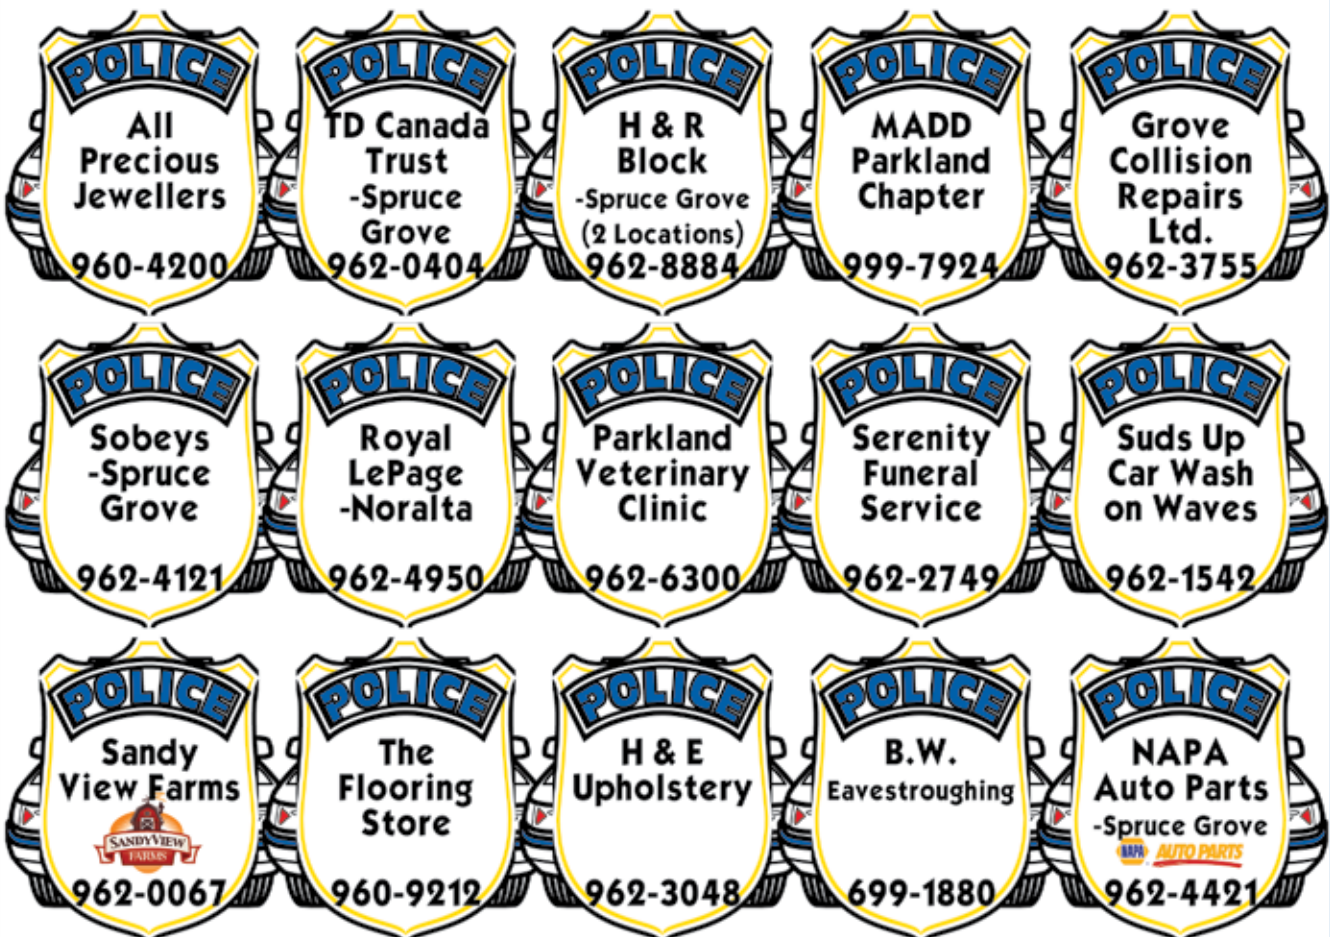 POLICE
All
Precious
Jewellers
960-4200
POLICE
TD Canada
Trust
-Spruce
Grove
962-0404
POLICE
H & R
Block
-Spruce Grove
(2 Locations)
962-8884
POLICE
MADD
Parkland
Chapter
999-7924
POLICE
Grove
Collision
Repairs
Ltd.
962-3755
POLICE
Sobeys
-Spruce
Grove
962-4121
POLICE
Royal
LePage
-Noralta
962-4950
POLICE
Parkland
Veterinary
Clinic
962-6300
POLICE
Serenity
Funeral
Service
962-2749
POLICE
Suds Up
Car Wash
on Waves
962-1542
POLICE
Sandy
View Farms
SANDYVIEW
FARMS
962-0067
POLICE
The
Flooring
Store
960-9212
POLICE
H & E
Upholstery
962-3048
POLICE
B.W.
Eavestroughing
699-1880
POLICE
NAPA
Auto Parts
-Spruce Grove
NAPA AUTO PARTS
962-4421